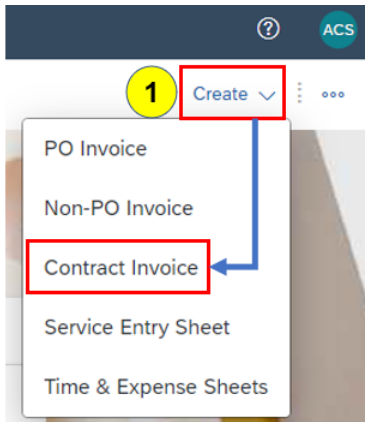 ACS
1 Create
PO Invoice
Non-PO Invoice
Contract Invoice
Service Entry Sheet
Time & Expense Sheets